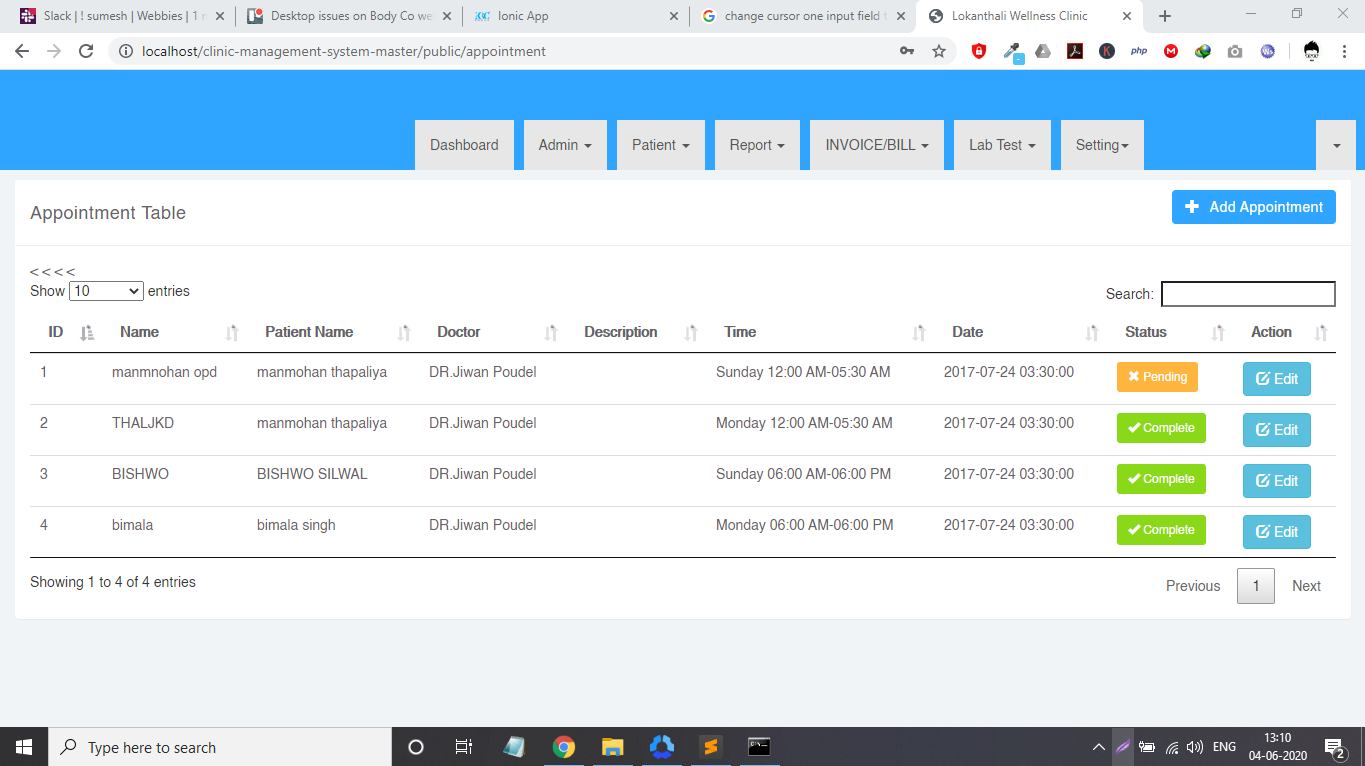 Slack | ! sumesh | Webbies | 1 n
Desktop issues on Body Co we
Ionic App
change cursor one input field t
Lokanthali Wellness Clinic
localhost/clinic-management-system-master/public/appointment
php
Dashboard Admin Patient Report INVOICE/BILL Lab Test Setting
Appointment Table
Add Appointment
< < < <
Show 10 entries
Search:
ID Name Patient Name Doctor Description Time Date Status Action
1 manmnohan opd manmohan thapaliya DR.Jiwan Poudel Sunday 12:00 AM-05:30 AM 2017-07-24 03:30:00 Pending Edit
2 THALJKD manmohan thapaliya DR.Jiwan Poudel Monday 12:00 AM-05:30 AM 2017-07-24 03:30:00 Complete Edit
3 BISHWO BISHWO SILWAL DR.Jiwan Poudel Sunday 06:00 AM-06:00 PM 2017-07-24 03:30:00 Complete Edit
4 bimala bimala singh DR.Jiwan Poudel Monday 06:00 AM-06:00 PM 2017-07-24 03:30:00 Complete Edit
Showing 1 to 4 of 4 entries
Previous 1 Next
Type here to search
ENG
13:10
04-06-2020
2